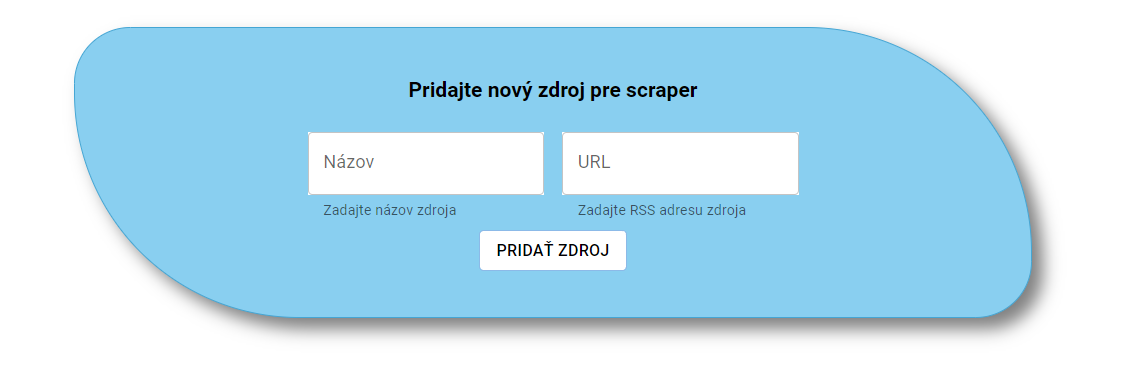 Pridajte nový zdroj pre scraper
Názov
URL
Zadajte názov zdroja
Zadajte RSS adresu zdroja
PRIDAŤ ZDROJ